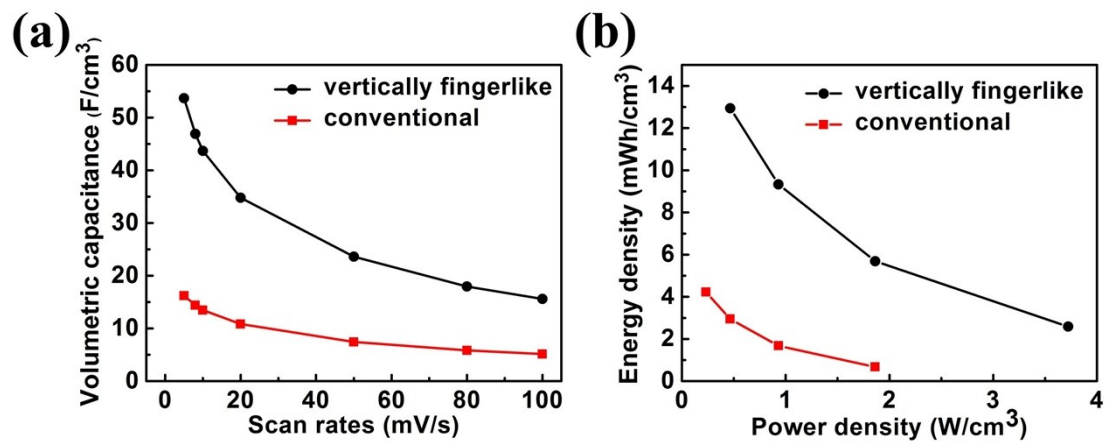 (a)
Volumetric capacitance (F/cm³)
60
50
40
30
20
10
0
vertically fingerlike
conventional
20
40
60
80
100
Scan rates (mV/s)
(b)
Energy density (mWh/cm³)
14
12
10
8
6
4
2
0
vertically fingerlike
conventional
0
1
2
3
4
Power density (W/cm³)